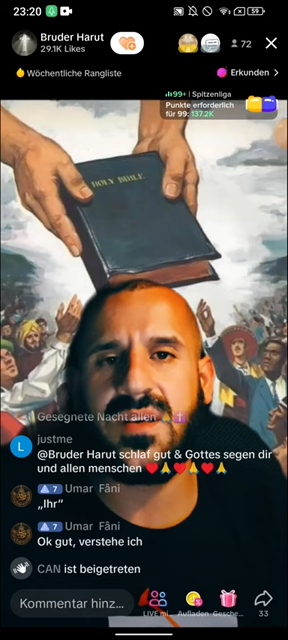 23:20
59
Bruder Harut
29.1K Likes
72
Wöchentliche Rangliste
Erkunden >
99+ | Spitzenliga
Punkte erforderlich
für 99: 137.2K
HOLY BIBLE
Gesegnete Nacht allen 🙏✝️
L
justme
@Bruder Harut schlaf gut & Gottes segen dir
und allen menschen ❤️🙏❤️🙏❤️🙏
7 Umar Fâni
„Ihr“
7 Umar Fâni
Ok gut, verstehe ich
CAN ist beigetreten
Kommentar hinz...
LIVE mi...
Aufladen
Gesche...
33